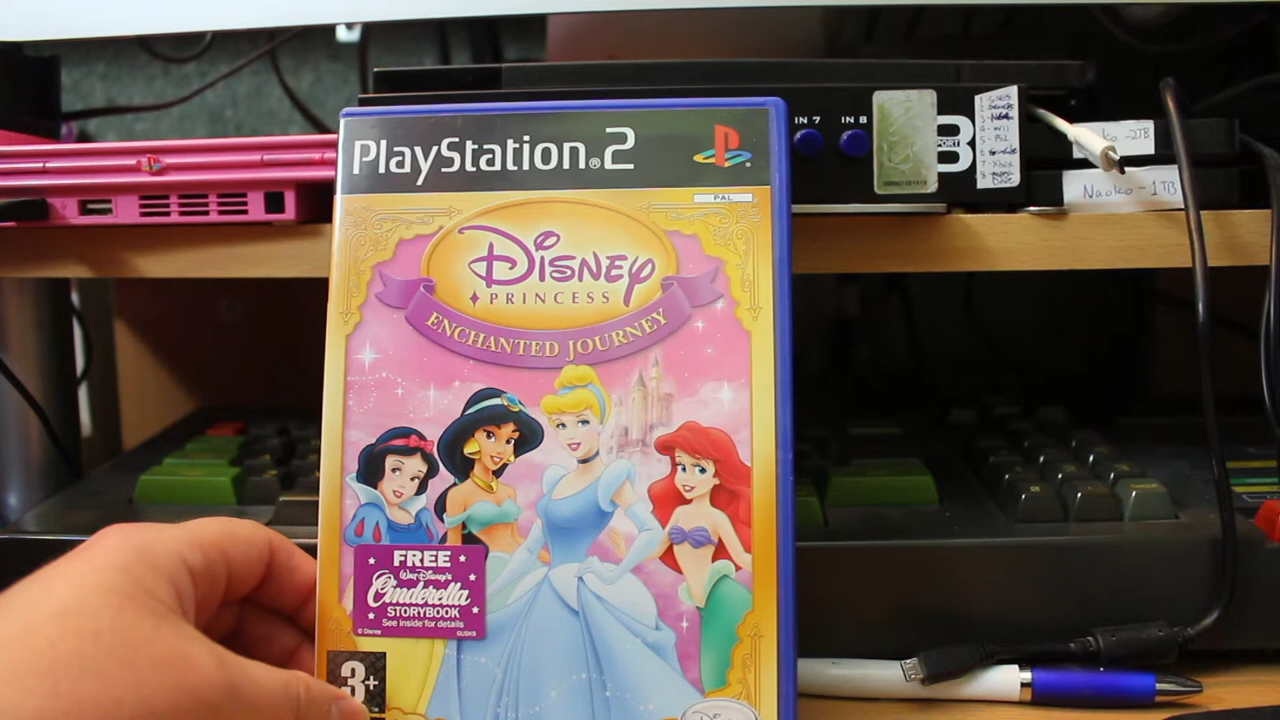 PlayStation®2
PAL
Disney
PRINCESS
ENCHANTED JOURNEY
FREE
Walt Disney's
Cinderella
STORYBOOK
See inside for details
© Disney
3+
IN 7
IN 8
Naoko - 1TB